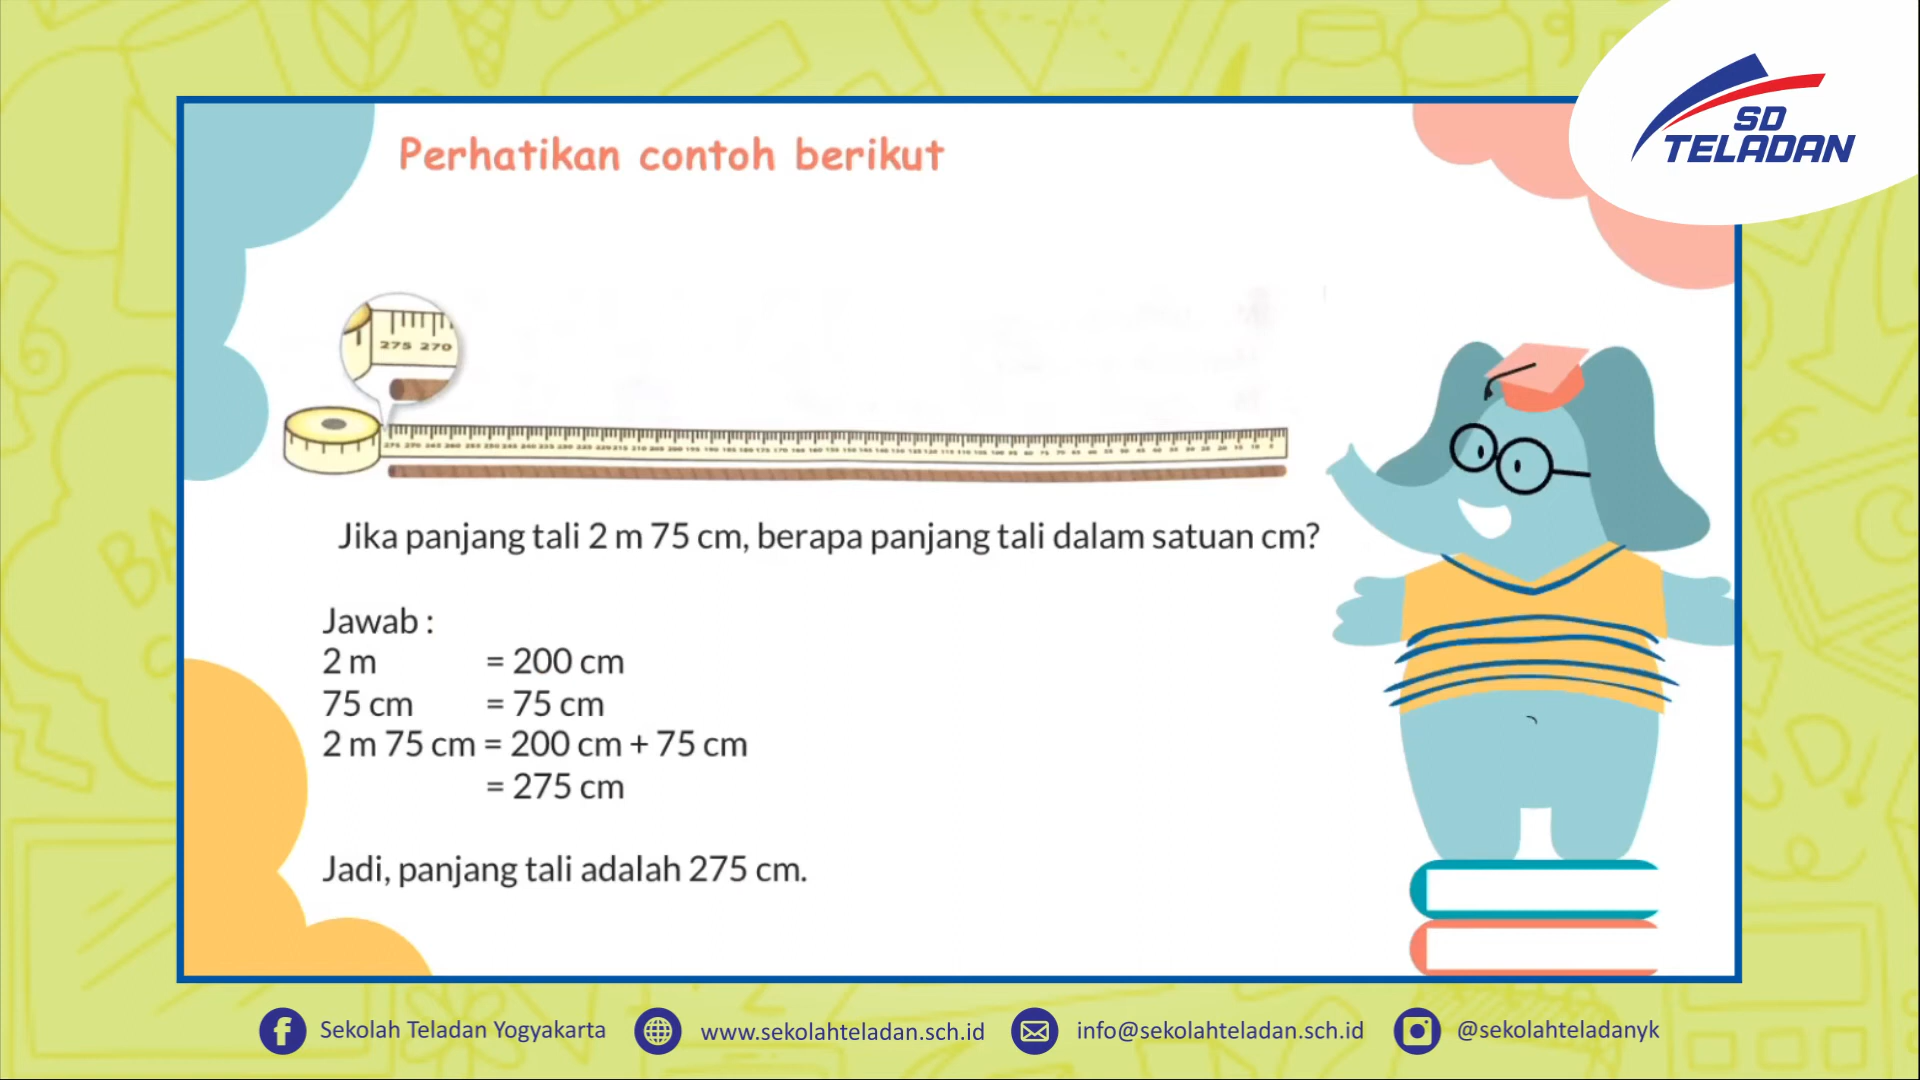 SD
TELADAN
Perhatikan contoh berikut
275 270
Jika panjang tali 2 m 75 cm, berapa panjang tali dalam satuan cm?
Jawab :
2 m = 200 cm
75 cm = 75 cm
2 m 75 cm = 200 cm + 75 cm
= 275 cm
Jadi, panjang tali adalah 275 cm.
Sekolah Teladan Yogyakarta www.sekolahteladan.sch.id info@sekolahteladan.sch.id @sekolahteladanyk